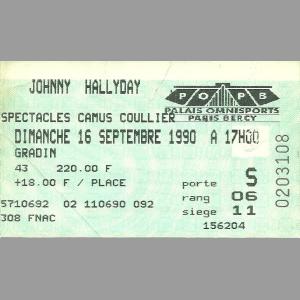 JOHNNY HALLYDAY
POPB
PALAIS OMNISPORTS
PARIS BERCY
SPECTACLES CAMUS COULLIER
DIMANCHE 16 SEPTEMBRE 1990 A 17H00
GRADIN
43 220.00 F
+18.00 F / PLACE
porte S
rang 06
siege 11
5710692 02 110690 092
308 FNAC
156204
0203108